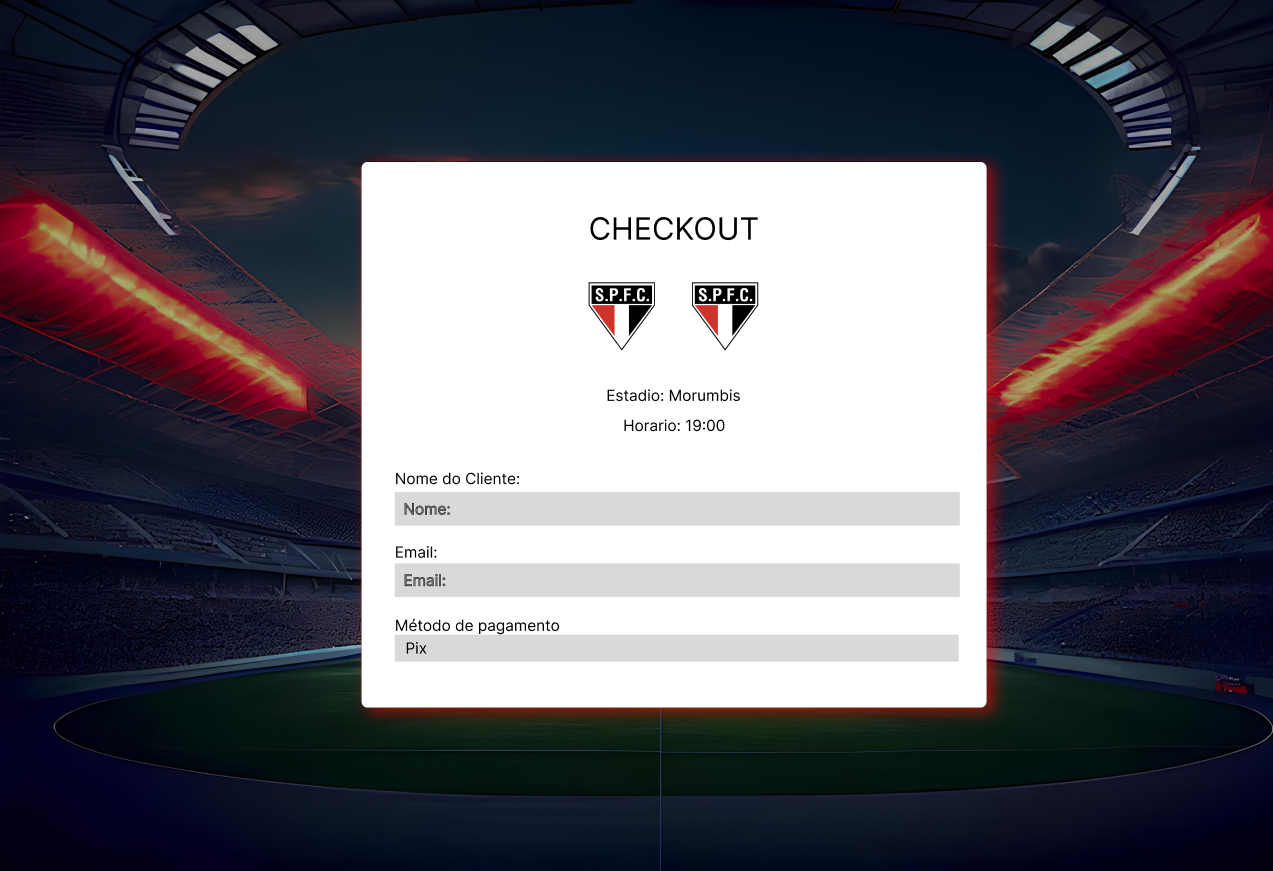 CHECKOUT
S.P.F.C. S.P.F.C.
Estadio: Morumbis
Horario: 19:00
Nome do Cliente:
Nome:
Email:
Email:
Método de pagamento
Pix